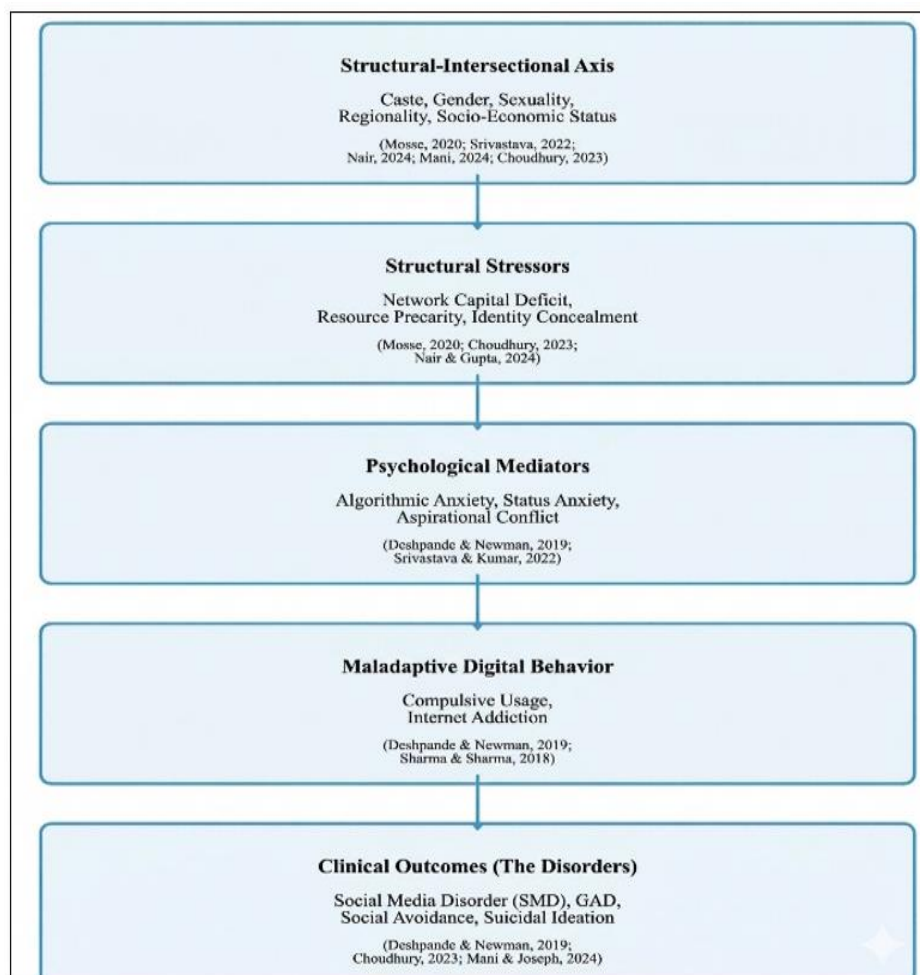 Structural-Intersectional Axis
Caste, Gender, Sexuality,
Regionality, Socio-Economic Status
(Mosse, 2020; Srivastava, 2022;
Nair, 2024; Mani, 2024; Choudhury, 2023)
Structural Stressors
Network Capital Deficit,
Resource Precarity, Identity Concealment
(Mosse, 2020; Choudhury, 2023;
Nair & Gupta, 2024)
Psychological Mediators
Algorithmic Anxiety, Status Anxiety,
Aspirational Conflict
(Deshpande & Newman, 2019;
Srivastava & Kumar, 2022)
Maladaptive Digital Behavior
Compulsive Usage,
Internet Addiction
(Deshpande & Newman, 2019;
Sharma & Sharma, 2018)
Clinical Outcomes (The Disorders)
Social Media Disorder (SMD), GAD,
Social Avoidance, Suicidal Ideation
(Deshpande & Newman, 2019;
Choudhury, 2023; Mani & Joseph, 2024)